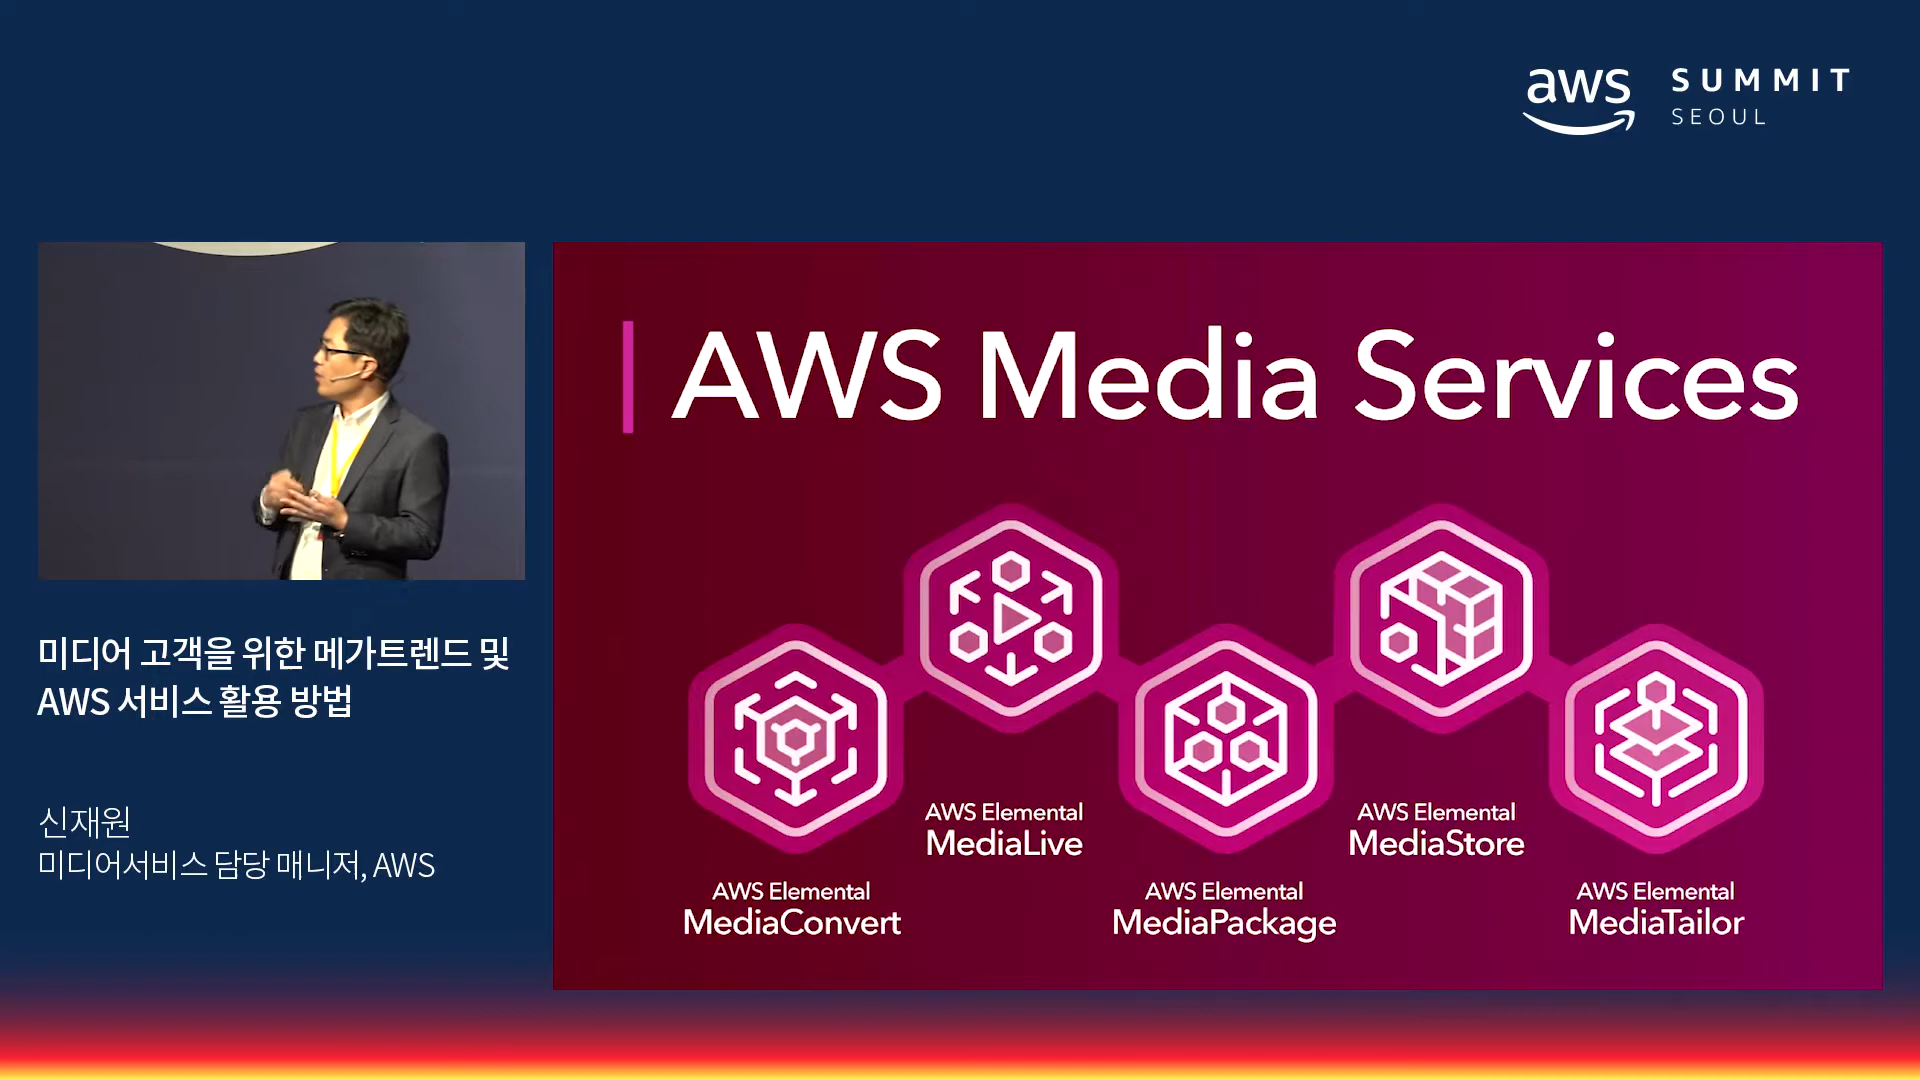 aws
SUMMIT
SEOUL
미디어 고객을 위한 메가트렌드 및
AWS 서비스 활용 방법
신재원
미디어서비스 담당 매니저, AWS
AWS Media Services
AWS Elemental
MediaConvert
AWS Elemental
MediaLive
AWS Elemental
MediaPackage
AWS Elemental
MediaStore
AWS Elemental
MediaTailor